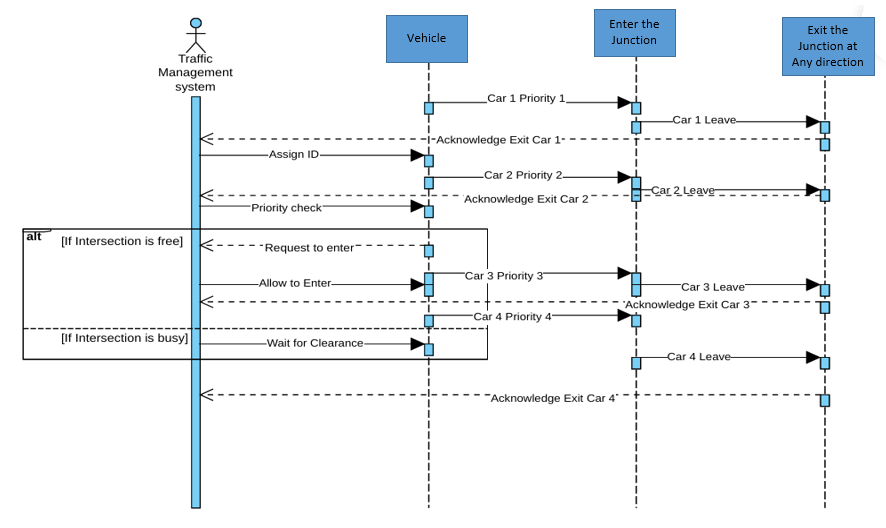 Traffic
Management
system
Vehicle
Enter the
Junction
Exit the
Junction at
Any direction
Car 1 Priority 1
Car 1 Leave
Acknowledge Exit Car 1
Assign ID
Car 2 Priority 2
Car 2 Leave
Acknowledge Exit Car 2
Priority check
alt
[If Intersection is free]
Request to enter
Car 3 Priority 3
Allow to Enter
Car 3 Leave
Acknowledge Exit Car 3
Car 4 Priority 4
[If Intersection is busy]
Wait for Clearance
Car 4 Leave
Acknowledge Exit Car 4